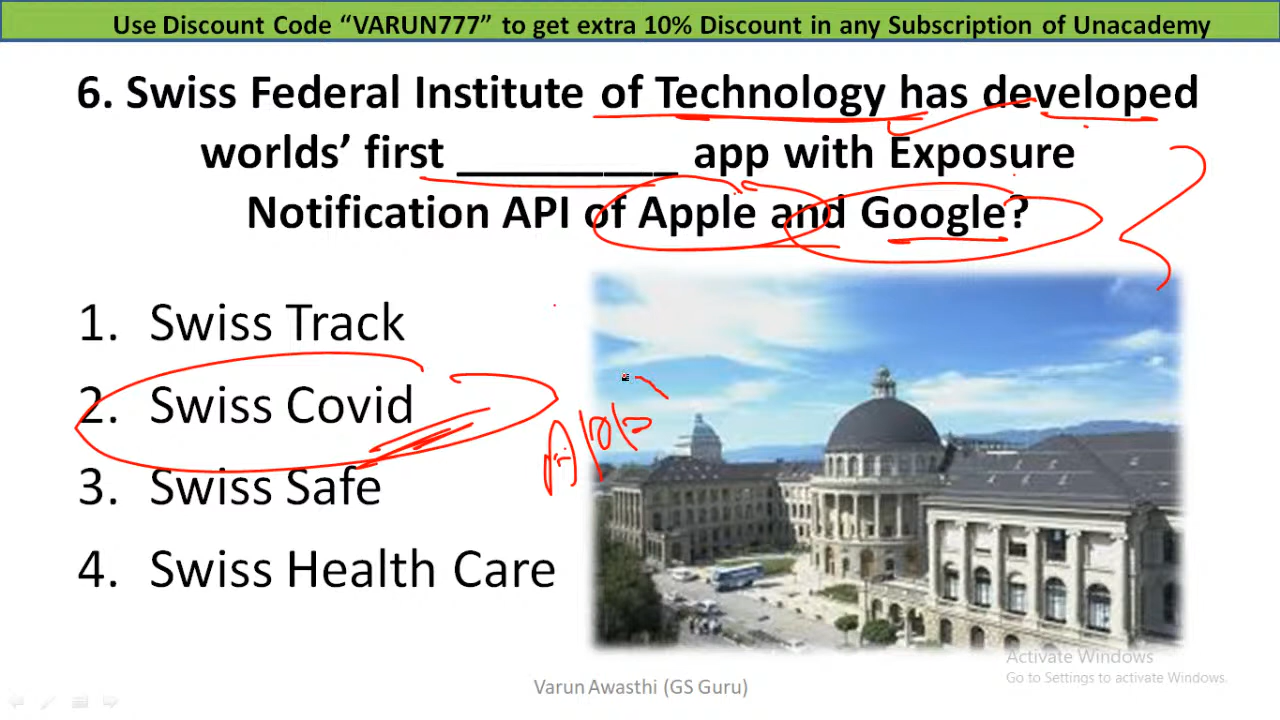 Use Discount Code “VARUN777” to get extra 10% Discount in any Subscription of Unacademy
6. Swiss Federal Institute of Technology has developed
worlds’ first __________ app with Exposure
Notification API of Apple and Google?
1. Swiss Track
2. Swiss Covid
3. Swiss Safe
4. Swiss Health Care
App
Activate Windows
Go to Settings to activate Windows.
Varun Awasthi (GS Guru)